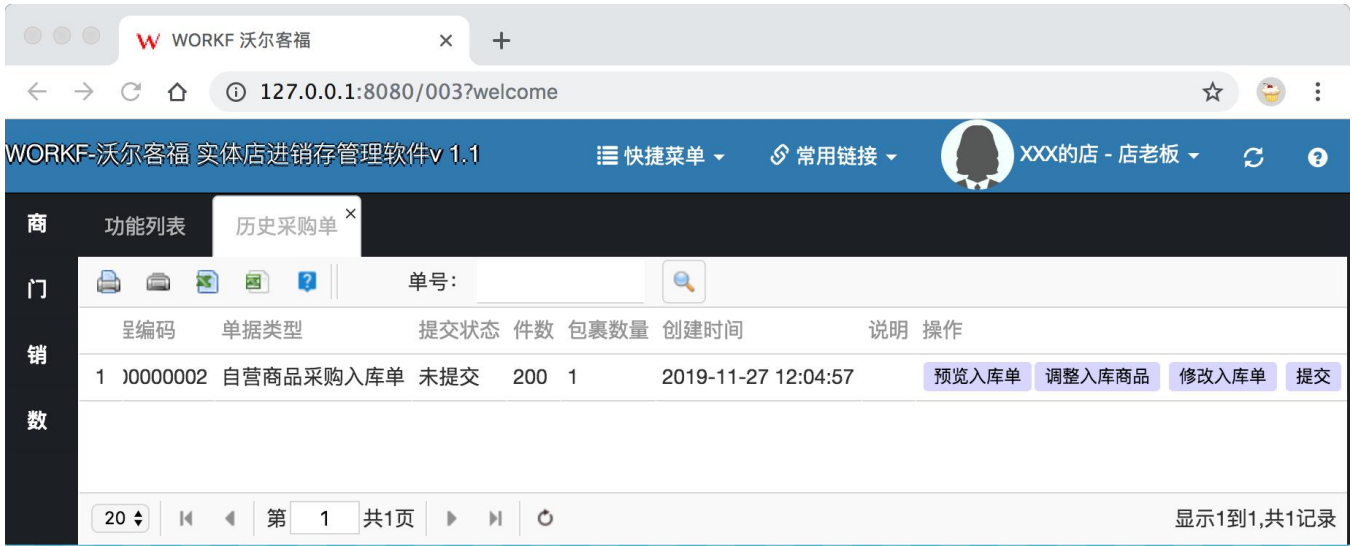 WORKF 沃尔客福
127.0.0.1:8080/003?welcome
WORKF-沃尔客福 实体店进销存管理软件v 1.1 快捷菜单 常用链接 XXX的店 - 店老板
商 功能列表 历史采购单
门 单号：
编码 单据类型 提交状态 件数 包裹数量 创建时间 说明 操作
销
1 00000002 自营商品采购入库单 未提交 200 1 2019-11-27 12:04:57 预览入库单 调整入库商品 修改入库单 提交
数
20 第 1 共1页 显示1到1,共1记录